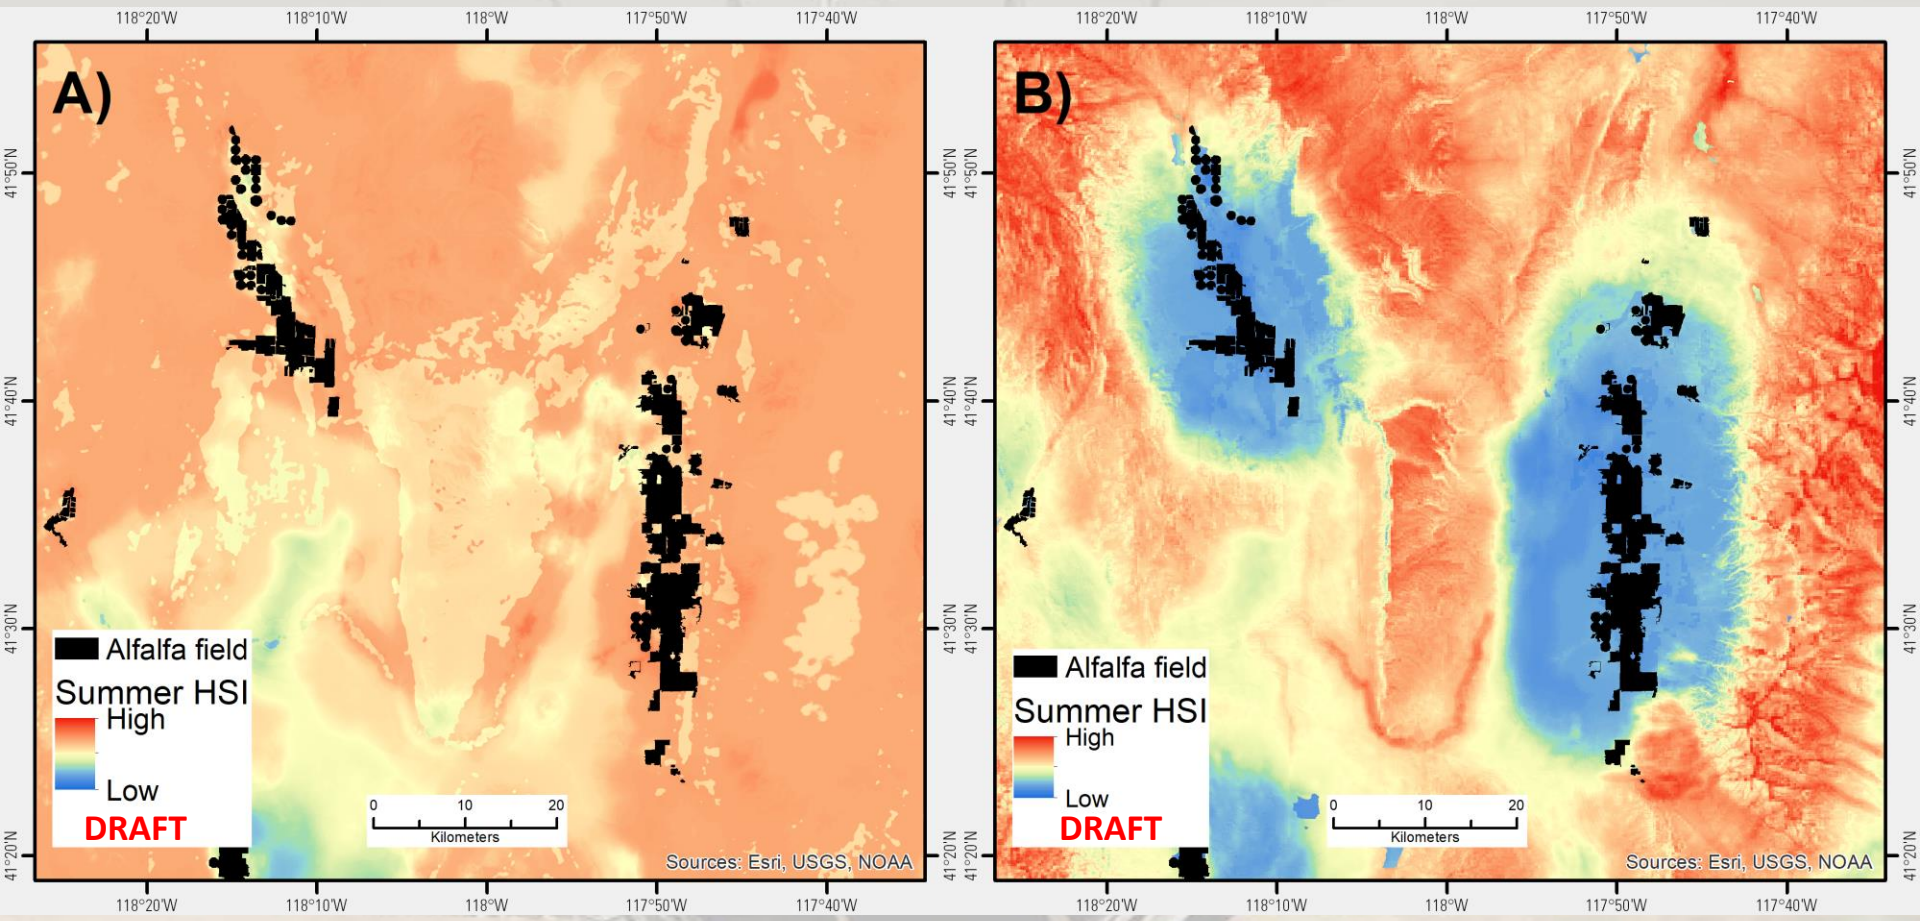 118°20'W 118°10'W 118°W 117°50'W 117°40'W
118°20'W 118°10'W 118°W 117°50'W 117°40'W
A)
B)
41°50'N 41°50'N 41°50'N 41°50'N
41°40'N 41°40'N 41°40'N 41°40'N
41°30'N 41°30'N 41°30'N 41°30'N
41°20'N 41°20'N 41°20'N 41°20'N
Alfalfa field
Summer HSI
High
Low
DRAFT
0 10 20
Kilometers
Sources: Esri, USGS, NOAA
Alfalfa field
Summer HSI
High
Low
DRAFT
0 10 20
Kilometers
Sources: Esri, USGS, NOAA
118°20'W 118°10'W 118°W 117°50'W 117°40'W
118°20'W 118°10'W 118°W 117°50'W 117°40'W